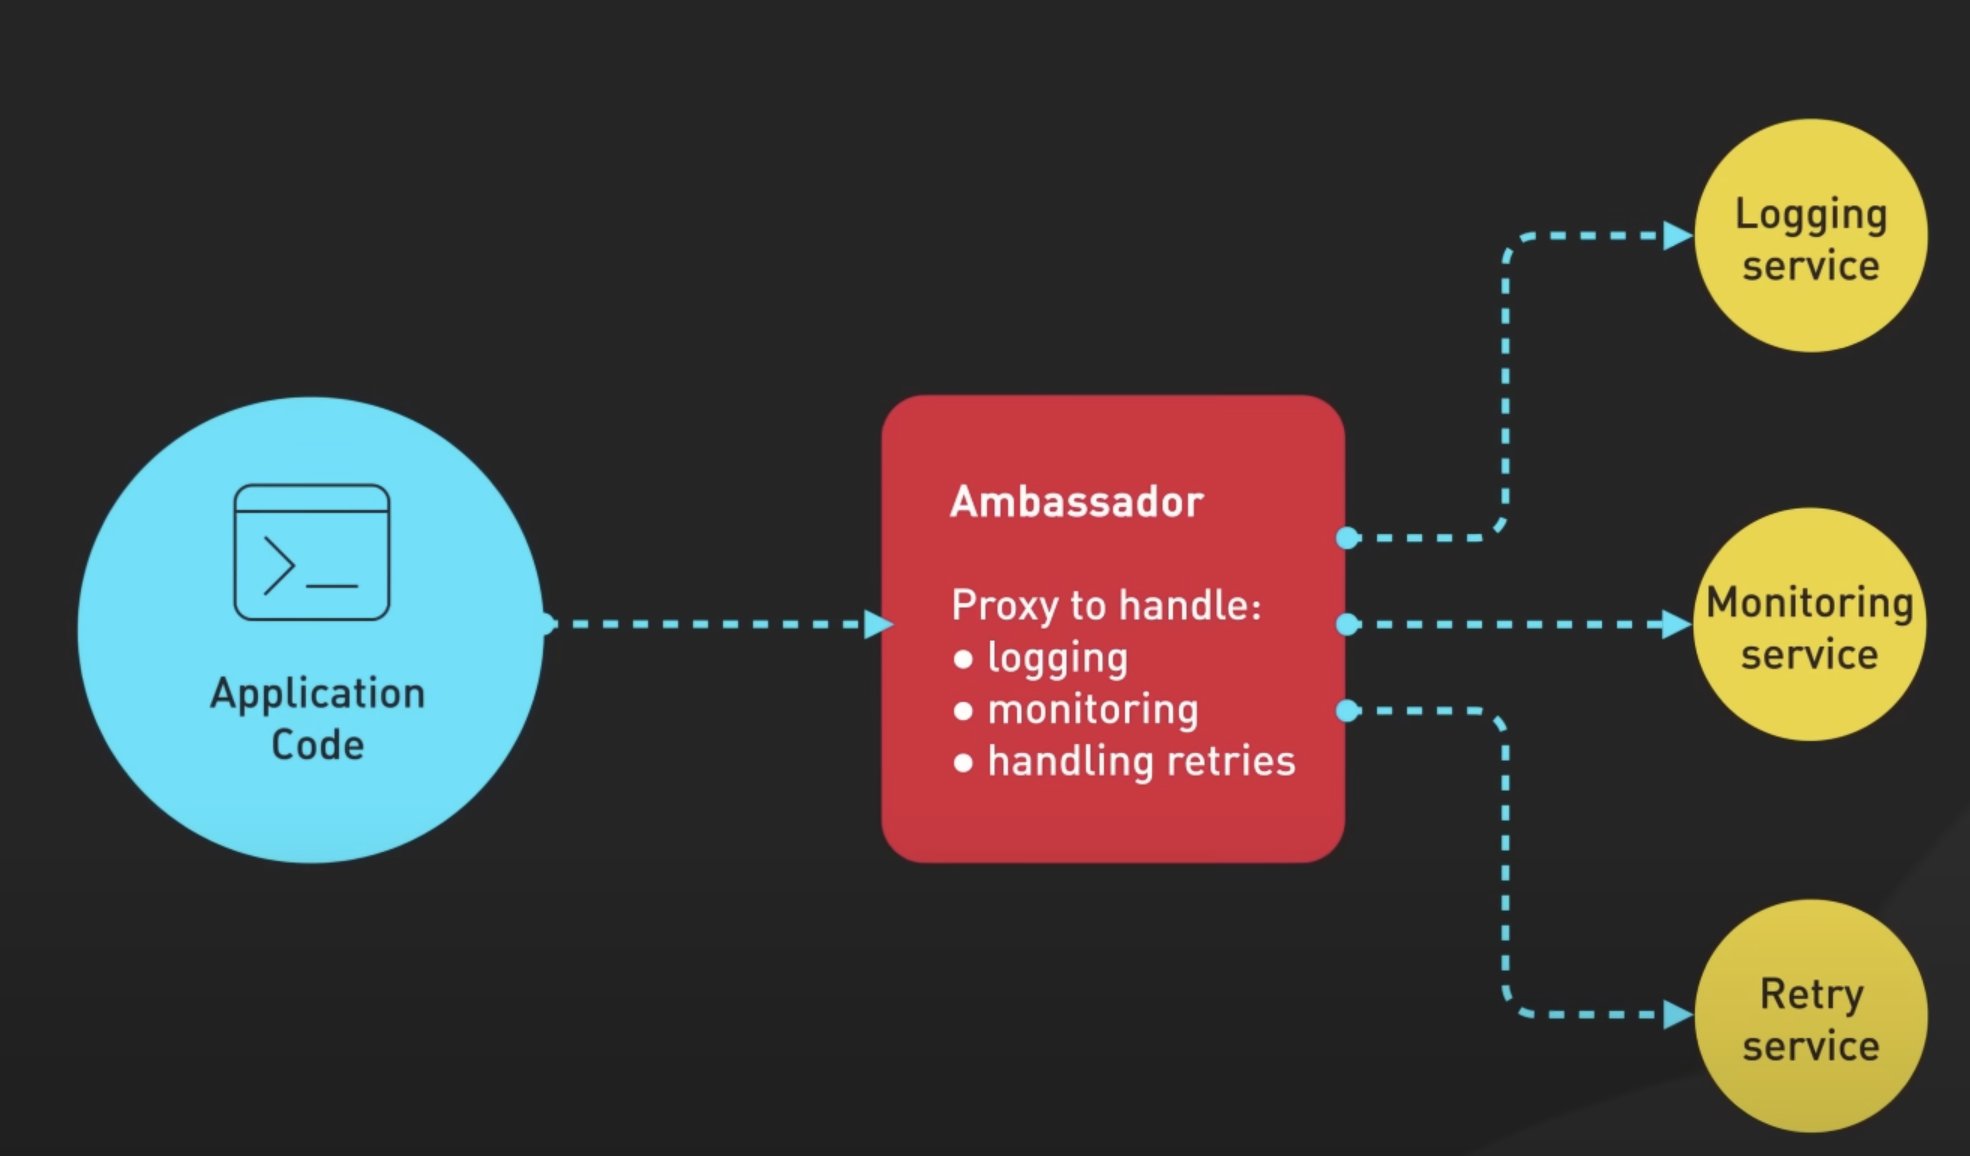 Application
Code
Ambassador
Proxy to handle:
• logging
• monitoring
• handling retries
Logging
service
Monitoring
service
Retry
service